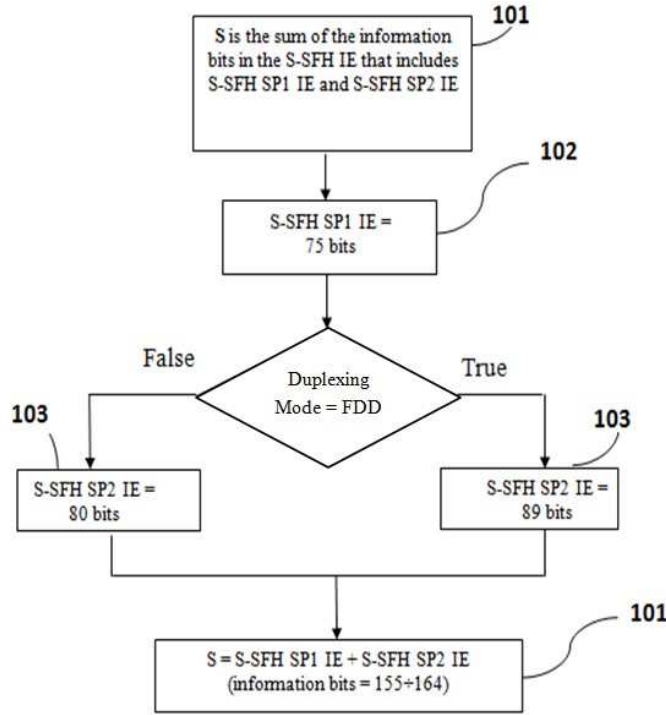 101
S is the sum of the information
bits in the S-SFH IE that includes
S-SFH SP1 IE and S-SFH SP2 IE
102
S-SFH SP1 IE =
75 bits
False
True
Duplexing
Mode = FDD
103
103
S-SFH SP2 IE =
80 bits
S-SFH SP2 IE =
89 bits
101
S = S-SFH SP1 IE + S-SFH SP2 IE
(information bits = 155÷164)